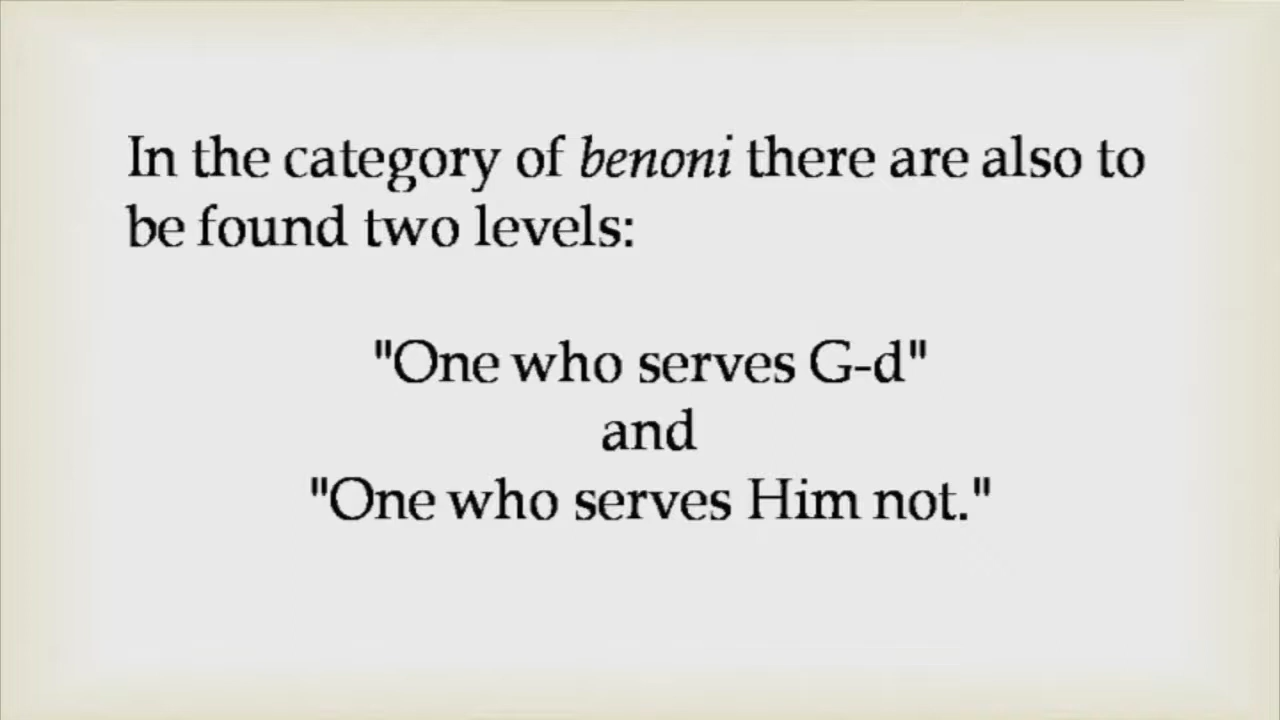 In the category of benoni there are also to
be found two levels:
"One who serves G-d"
and
"One who serves Him not."